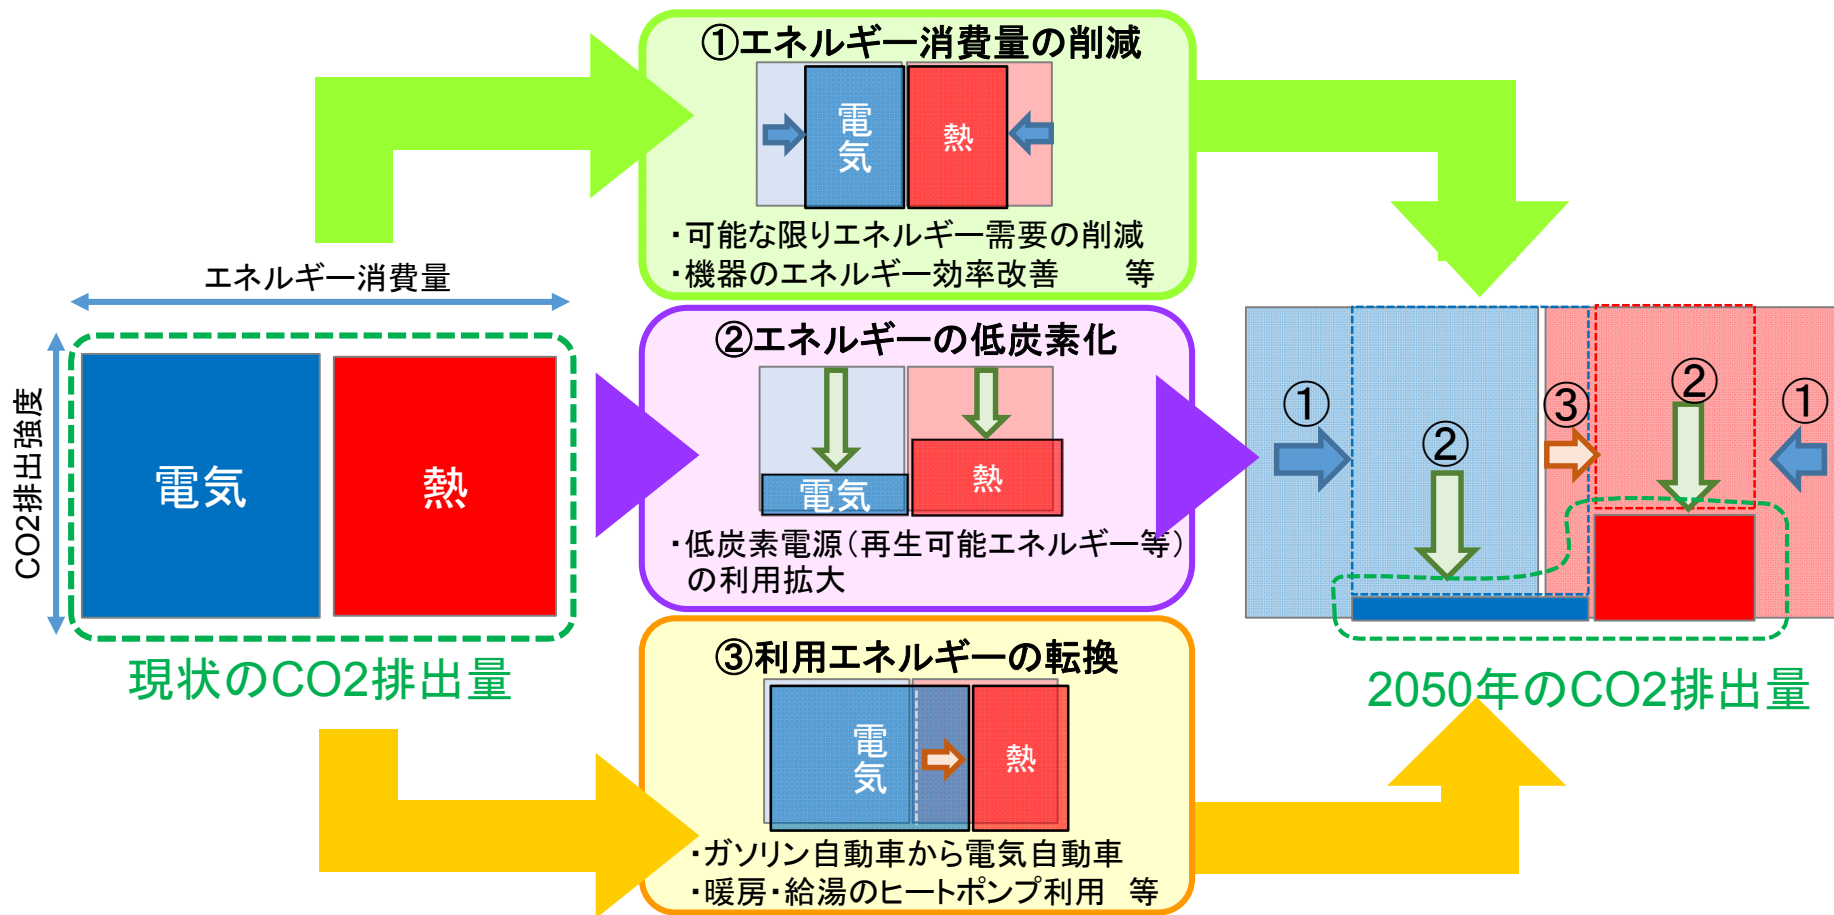 エネルギー消費量
CO2排出強度
電気
熱
現状のCO2排出量
①エネルギー消費量の削減
電気
熱
・可能な限りエネルギー需要の削減
・機器のエネルギー効率改善　　等
②エネルギーの低炭素化
電気
熱
・低炭素電源(再生可能エネルギー等)
の利用拡大
③利用エネルギーの転換
電気
熱
・ガソリン自動車から電気自動車
・暖房・給湯のヒートポンプ利用　等
①
②
③
②
①
2050年のCO2排出量